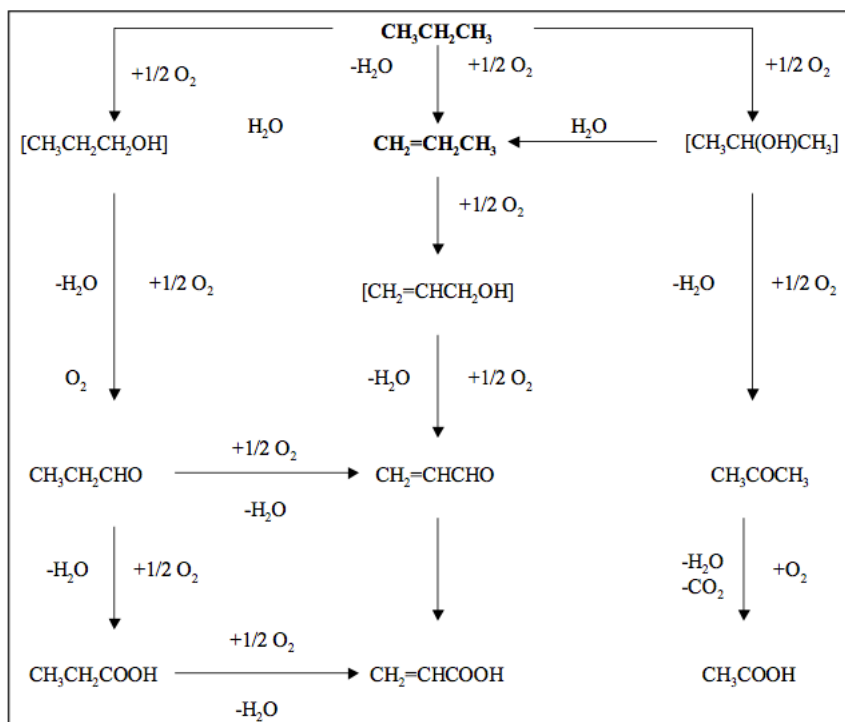 CH₃CH₂CH₃
+1/2 O₂ -H₂O +1/2 O₂ +1/2 O₂
[CH₃CH₂CH₂OH] H₂O CH₂=CH₂CH₃ H₂O [CH₃CH(OH)CH₃]
+1/2 O₂
-H₂O +1/2 O₂ [CH₂=CHCH₂OH] -H₂O +1/2 O₂
O₂ -H₂O +1/2 O₂
CH₃CH₂CHO +1/2 O₂ -H₂O CH₂=CHCHO CH₃COCH₃
-H₂O +1/2 O₂ -H₂O -CO₂ +O₂
CH₃CH₂COOH +1/2 O₂ -H₂O CH₂=CHCOOH CH₃COOH